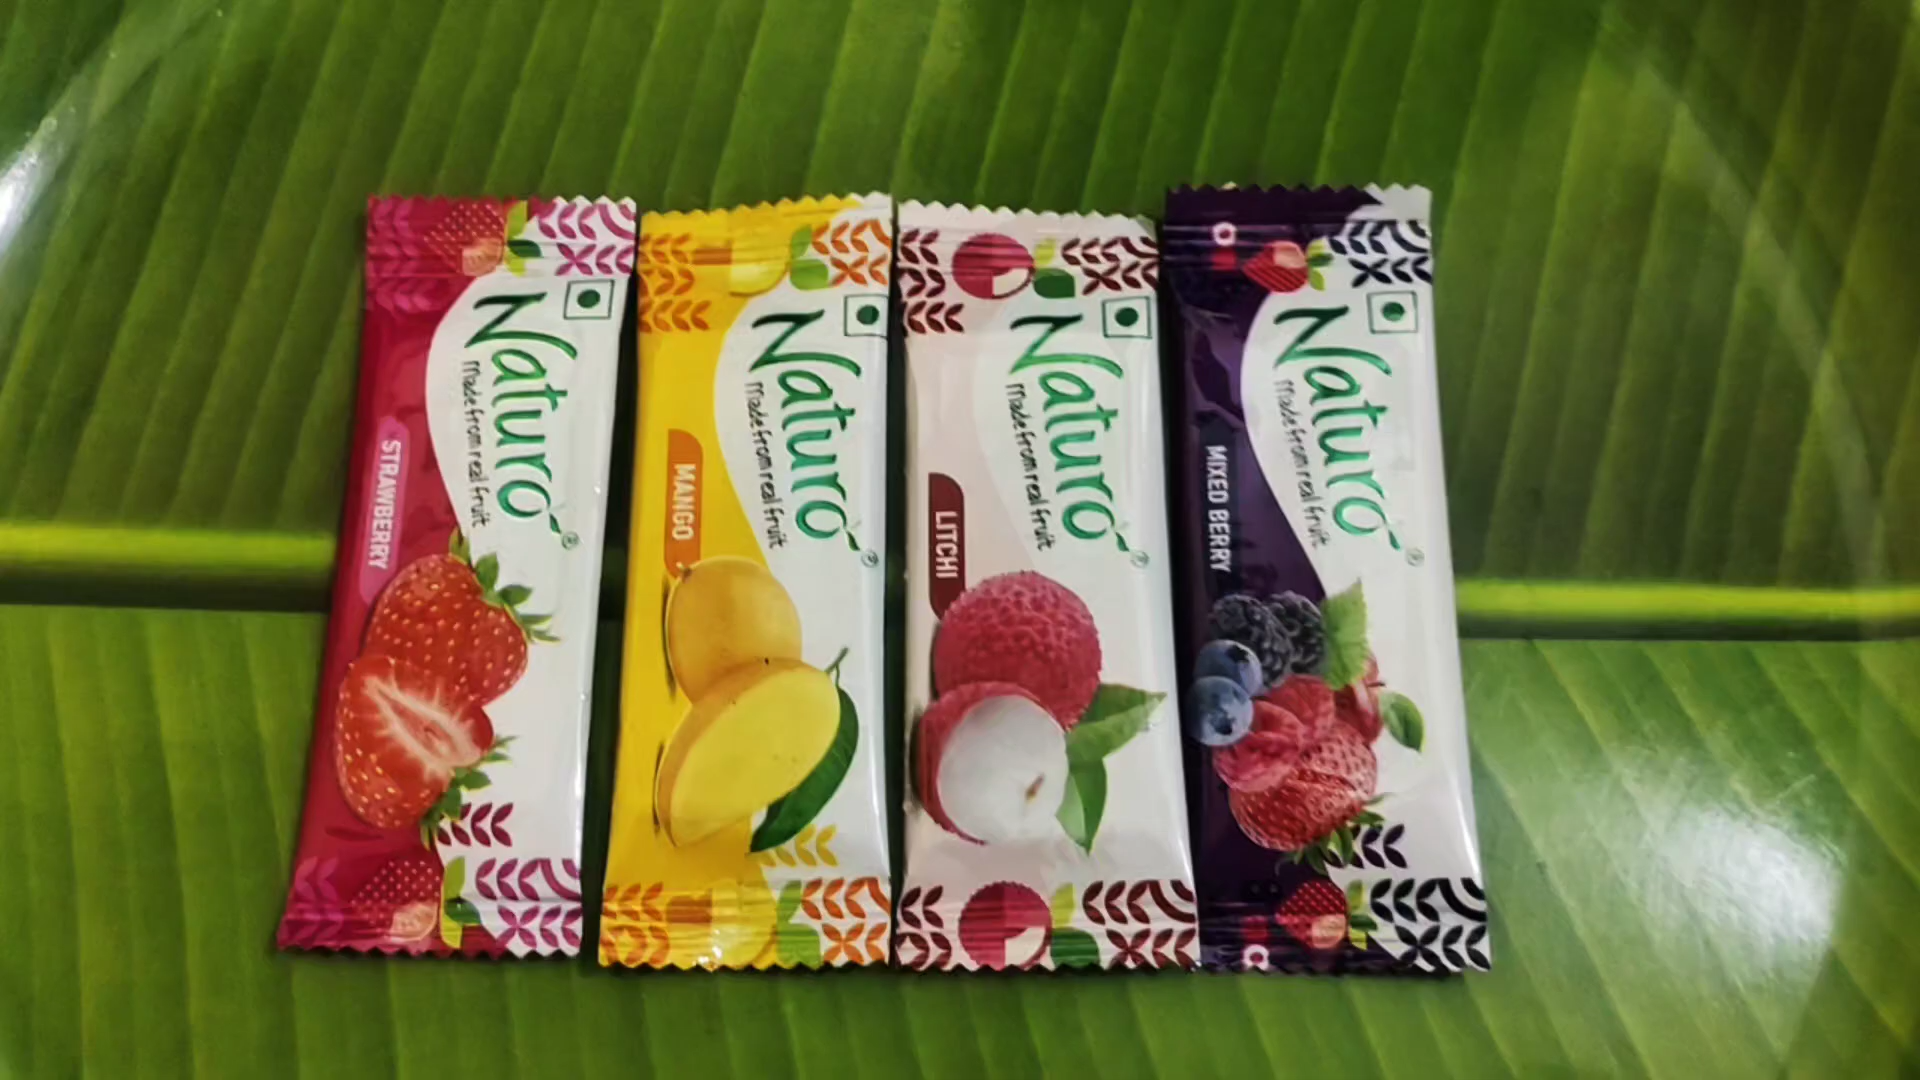 Naturo®
made from real fruit
STRAWBERRY
Naturo®
made from real fruit
MANGO
Naturo®
made from real fruit
LITCHI
Naturo®
made from real fruit
MIXED BERRY